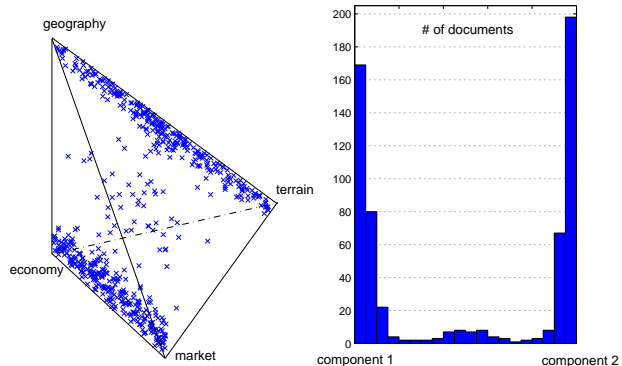 geography
terrain
economy
market
# of documents
200
180
160
140
120
100
80
60
40
20
0
component 1
component 2